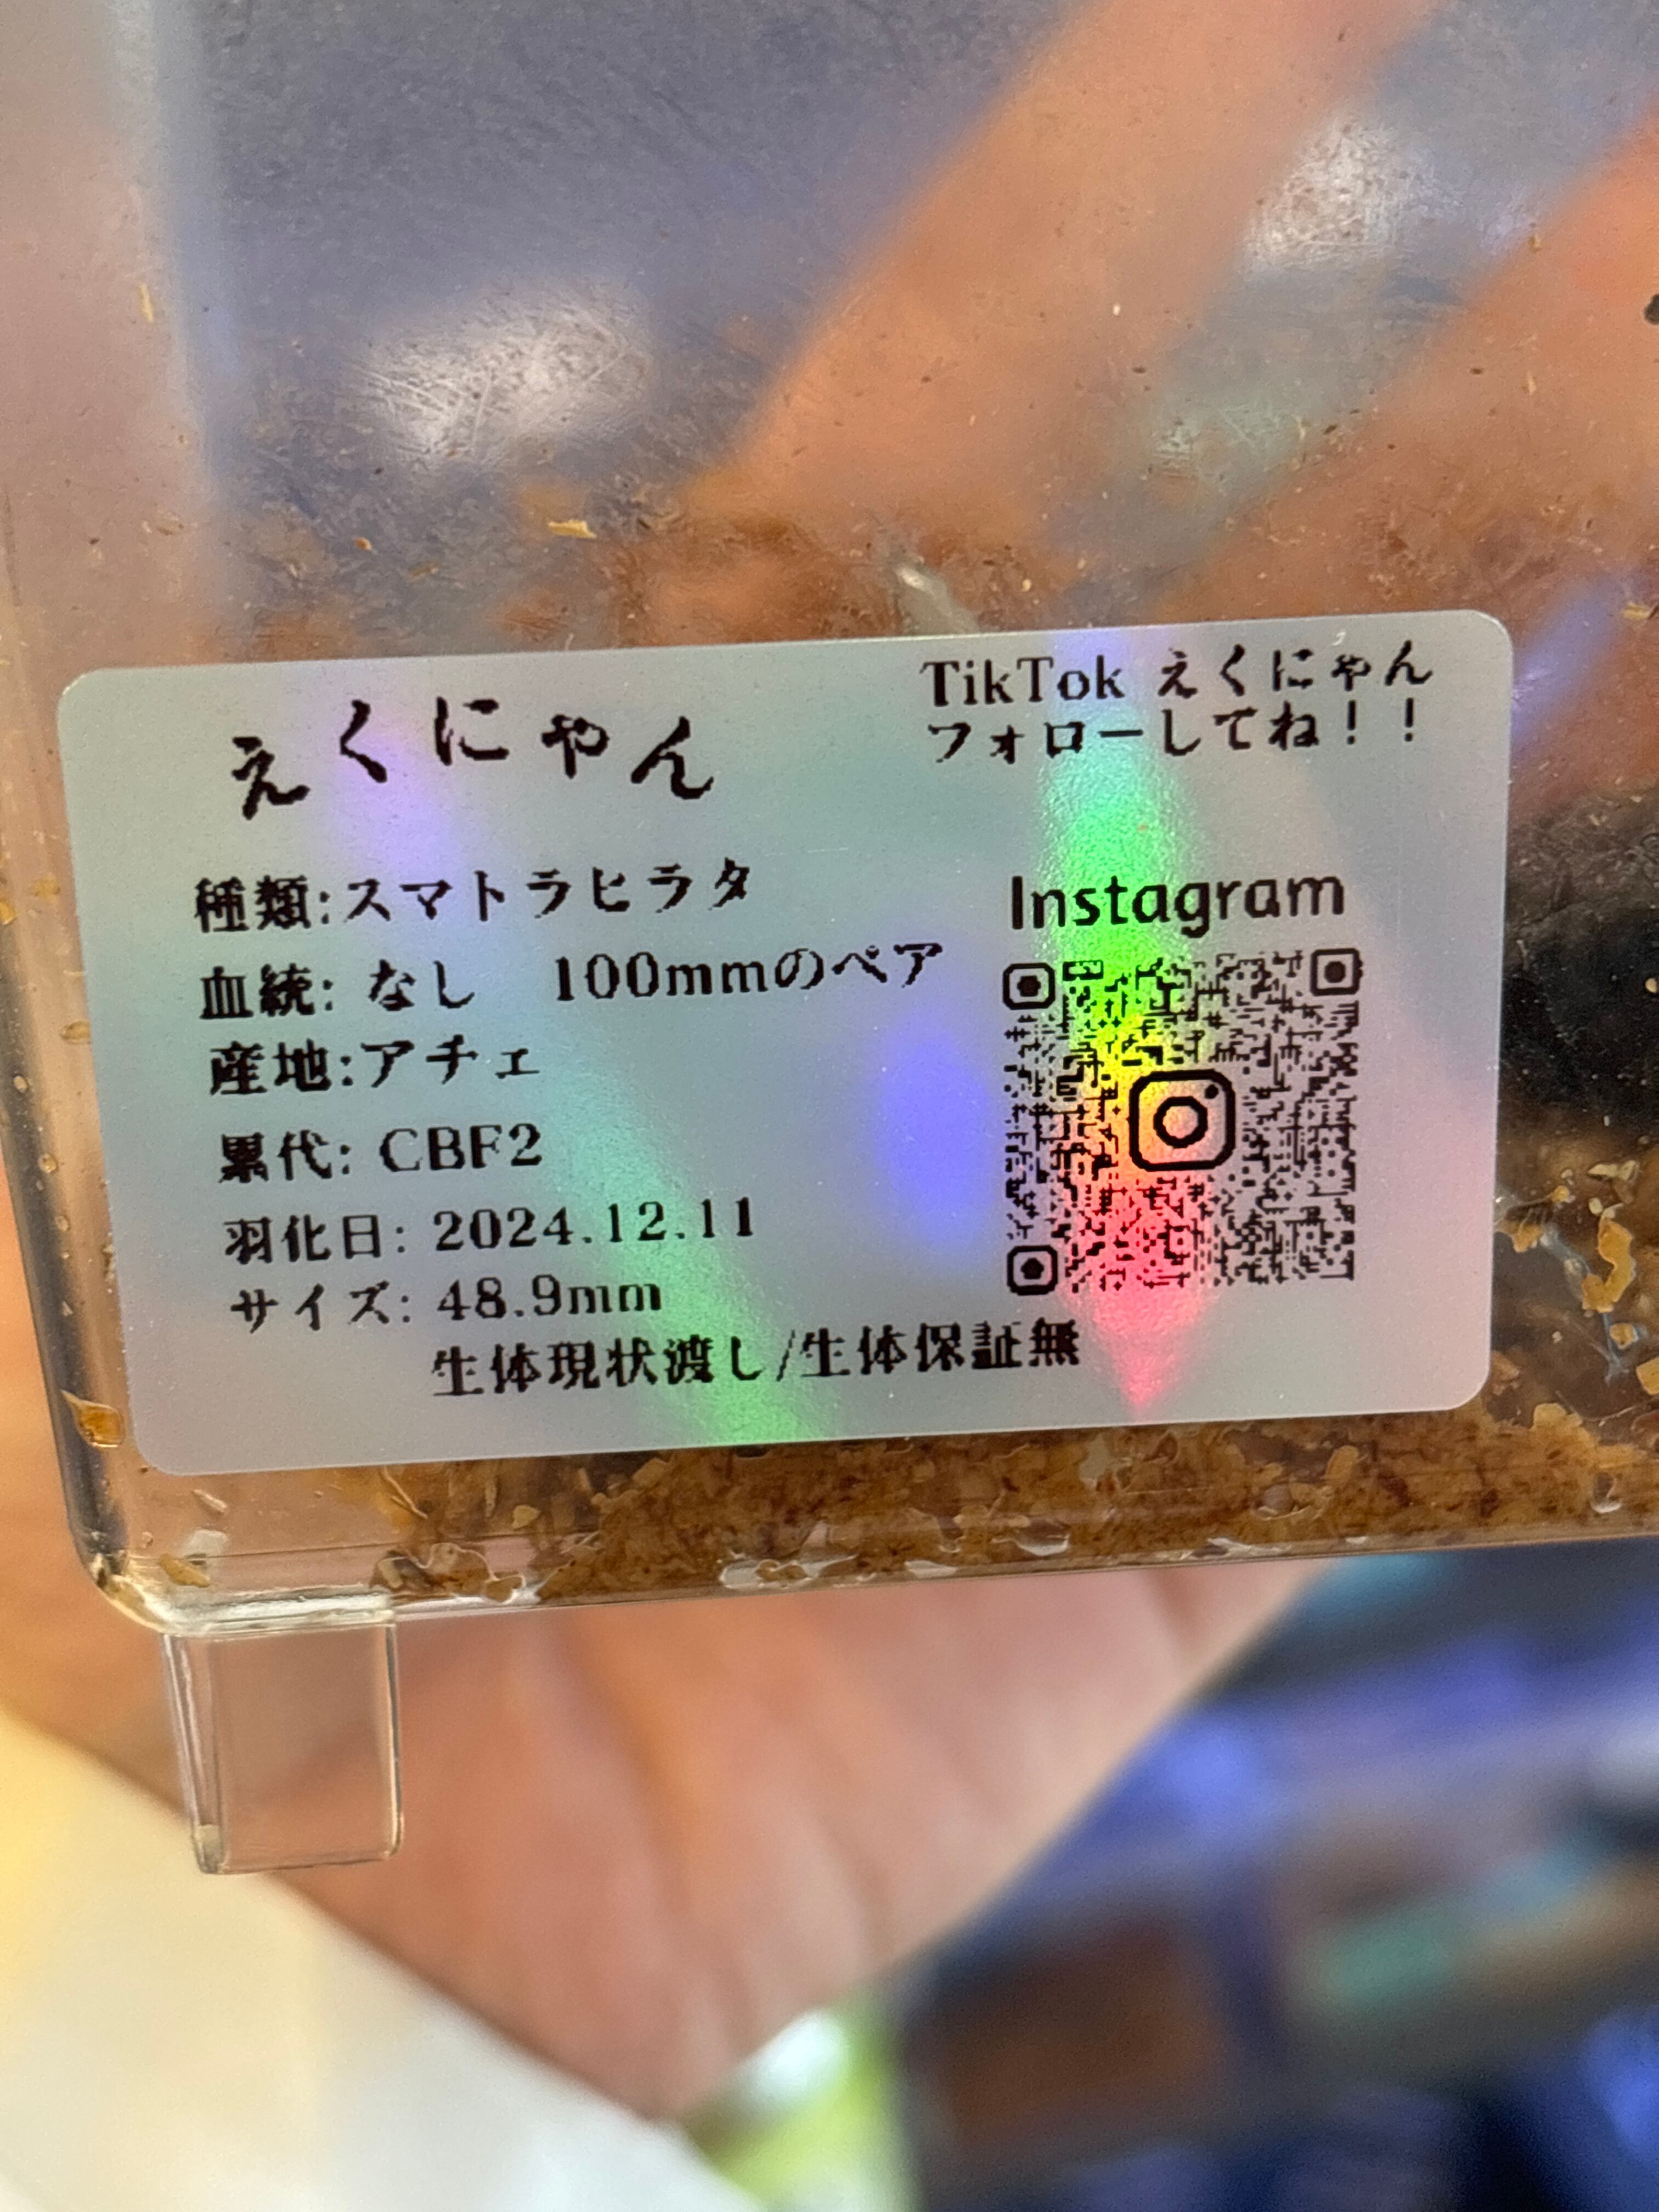 えくにゃん
TikTok えくにゃん
フォローしてね！！
種類:スマトラヒラタ
血統: なし　100mmのペア
産地:アチェ
累代: CBF2
羽化日: 2024.12.11
サイズ: 48.9mm
生体現状渡し/生体保証無
Instagram